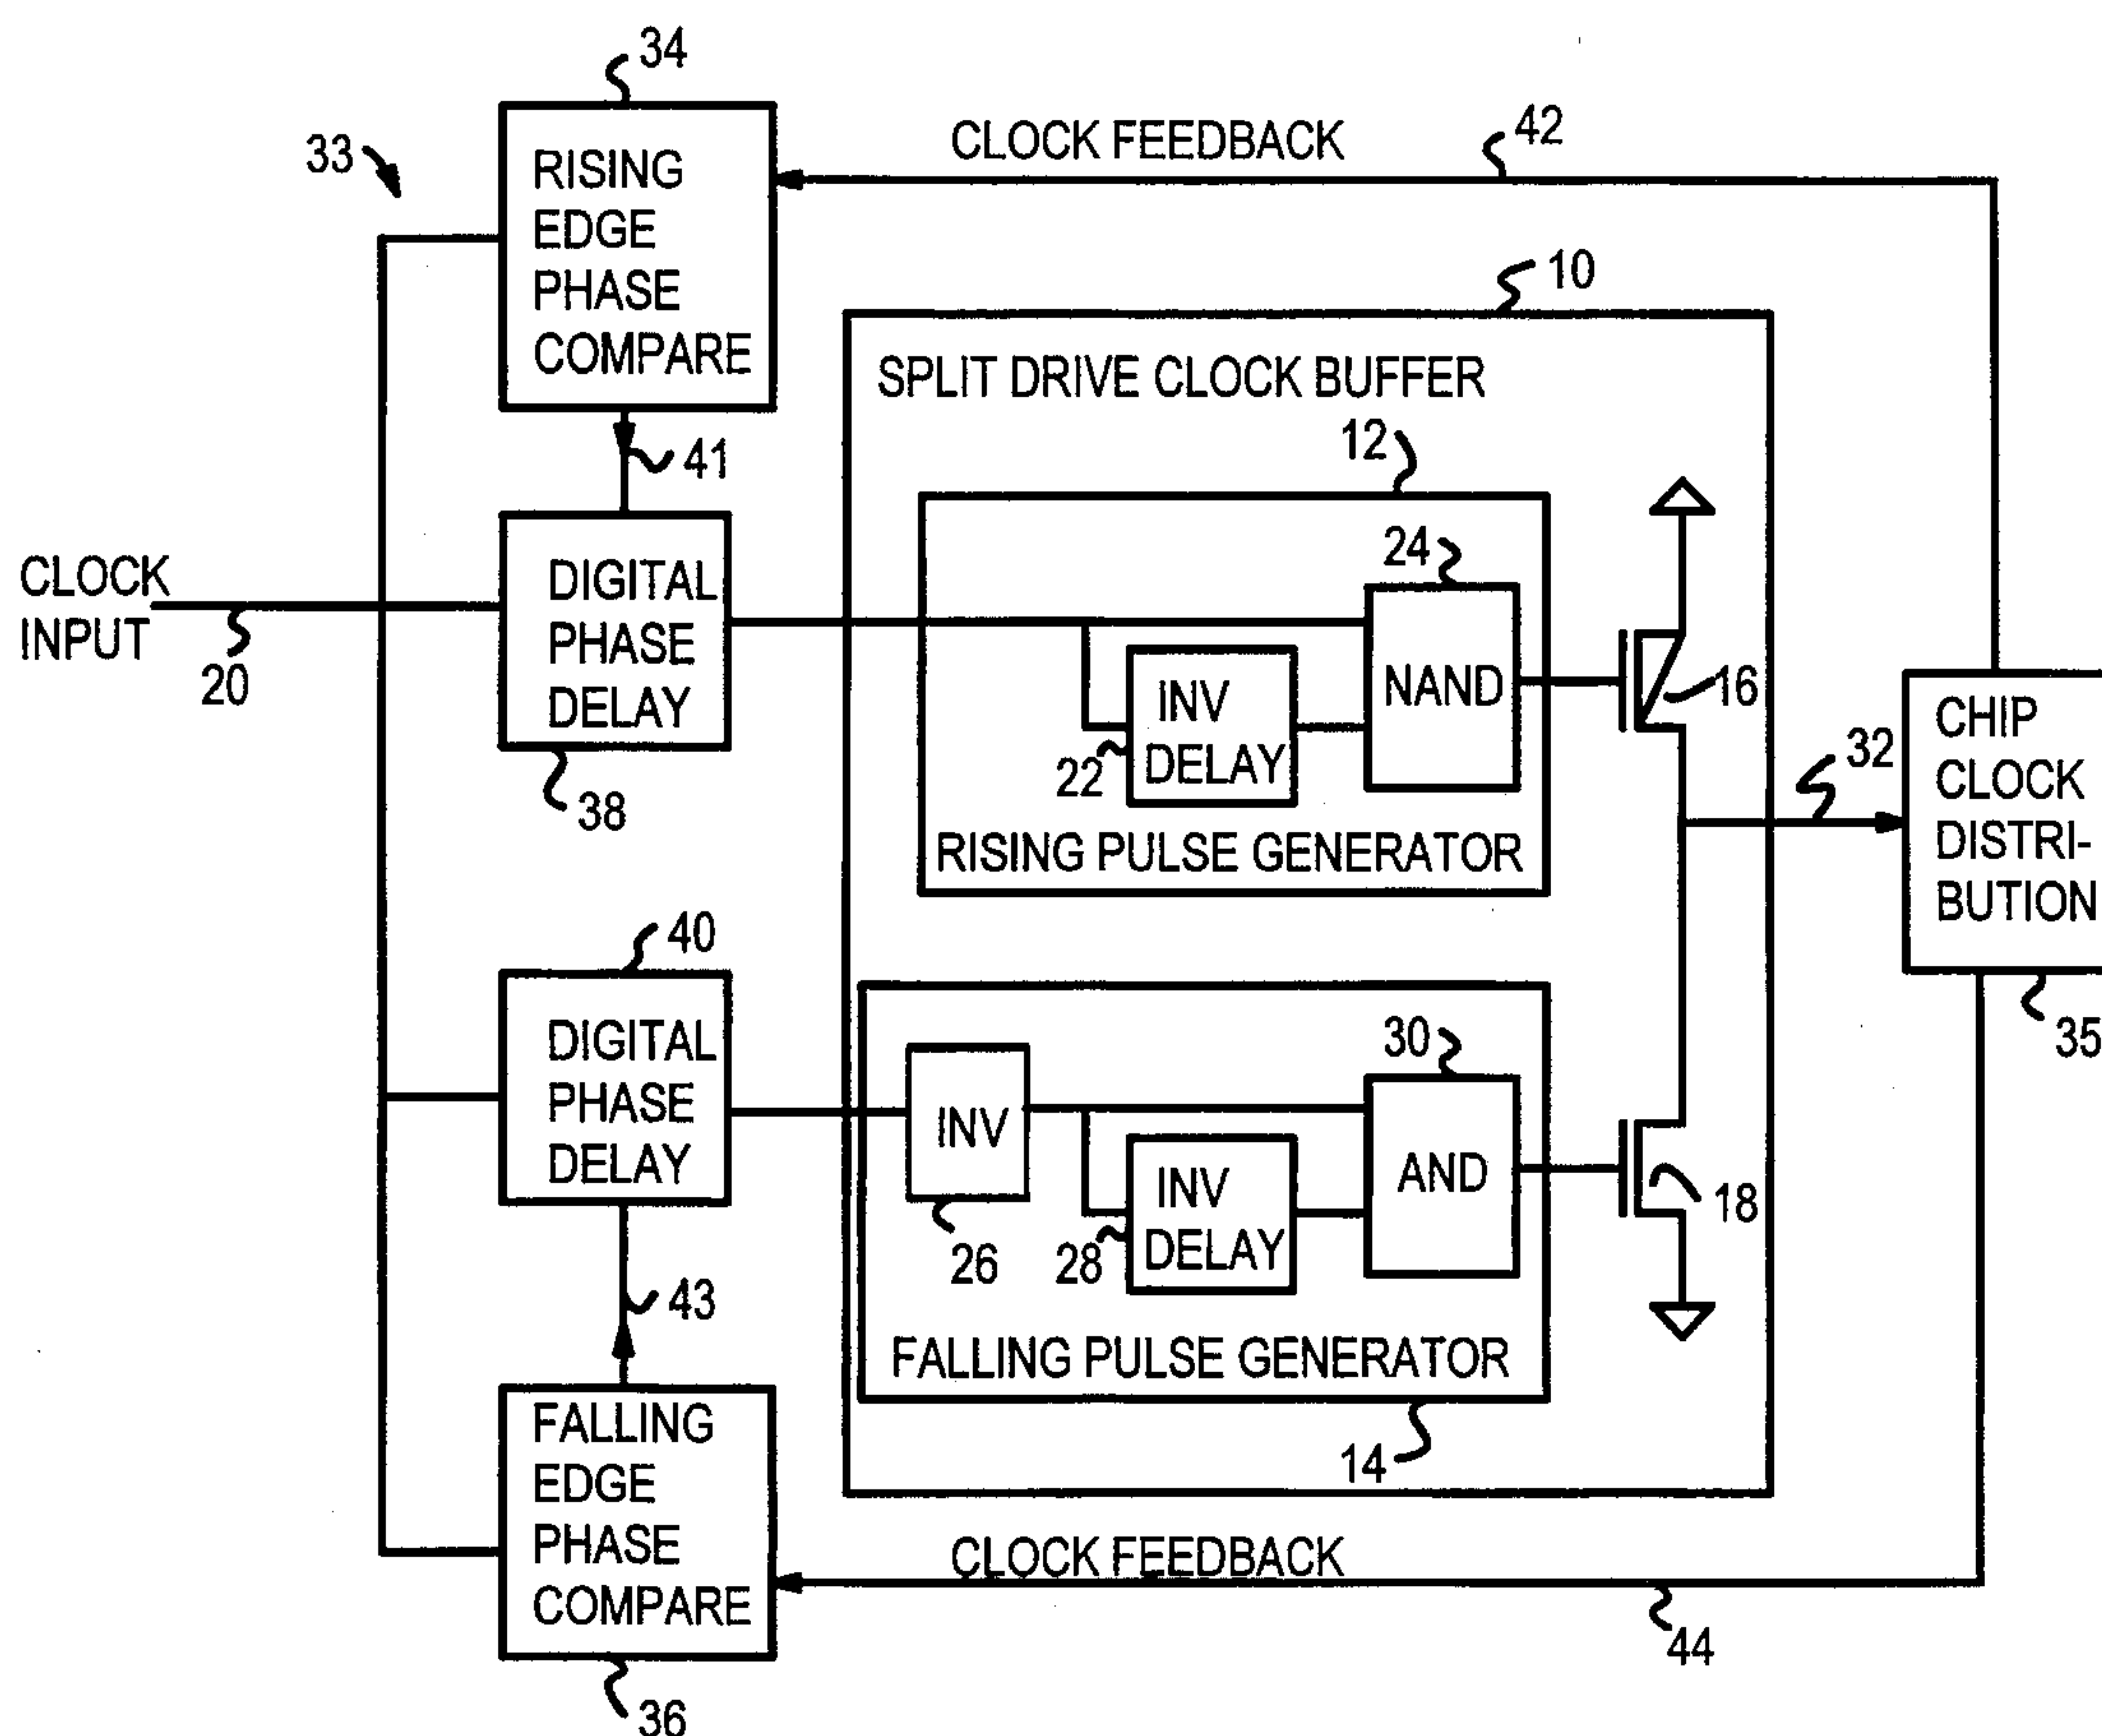 34
33
RISING
EDGE
PHASE
COMPARE
CLOCK FEEDBACK
42
10
SPLIT DRIVE CLOCK BUFFER
12
41
CLOCK
INPUT
20
DIGITAL
PHASE
DELAY
38
24
NAND
INV
DELAY
22
RISING PULSE GENERATOR
16
32
CHIP
CLOCK
DISTRI-
BUTION
35
40
DIGITAL
PHASE
DELAY
30
INV
26
INV
DELAY
28
AND
18
43
FALLING PULSE GENERATOR
14
FALLING
EDGE
PHASE
COMPARE
36
CLOCK FEEDBACK
44